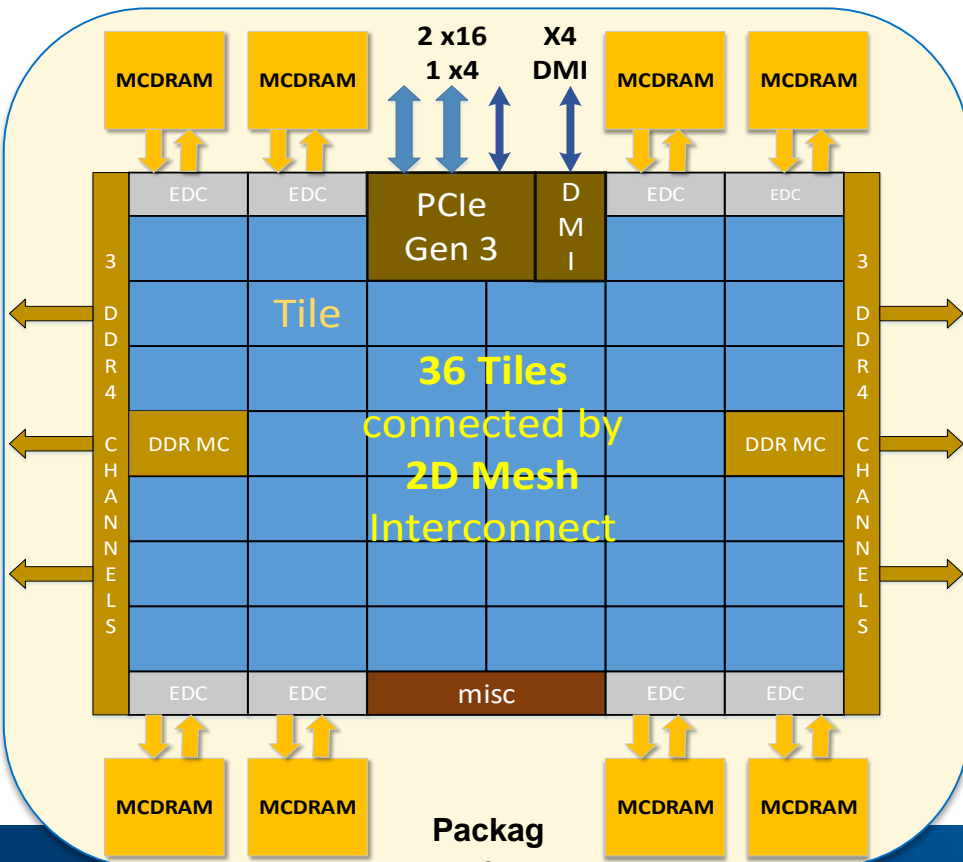 2 x16
1 x4
X4
DMI
MCDRAM
MCDRAM
MCDRAM
MCDRAM
EDC
EDC
PCIe
Gen 3
D
M
I
EDC
EDC
3 DDR4 CHANNELS
Tile
36 Tiles
connected by
2D Mesh
Interconnect
DDR MC
DDR MC
3 DDR4 CHANNELS
EDC
EDC
misc
EDC
EDC
MCDRAM
MCDRAM
MCDRAM
MCDRAM
Packag